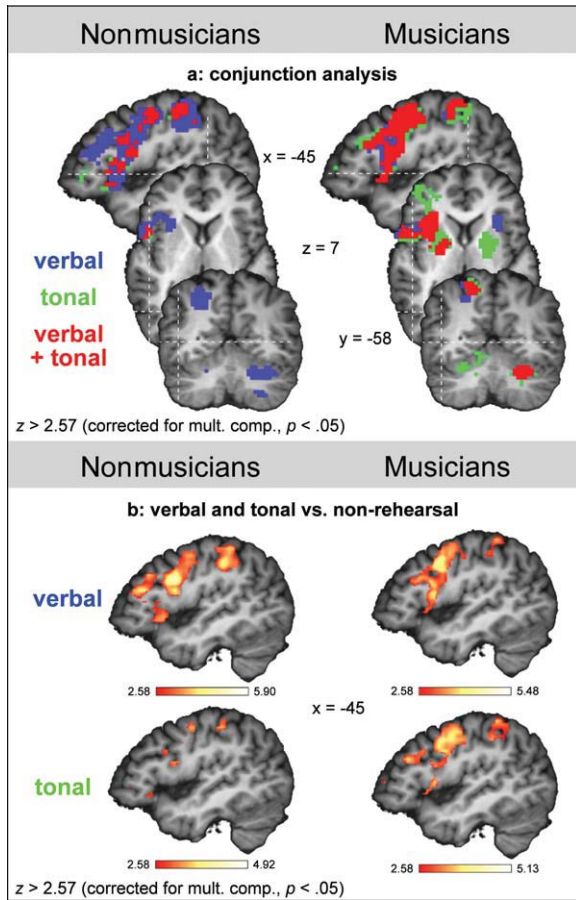 Nonmusicians Musicians
a: conjunction analysis
x = -45
z = 7
verbal
tonal
verbal
+ tonal
y = -58
z > 2.57 (corrected for mult. comp., p < .05)
Nonmusicians Musicians
b: verbal and tonal vs. non-rehearsal
verbal
2.58 5.90 2.58 5.48
x = -45
tonal
2.58 4.92 2.58 5.13
z > 2.57 (corrected for mult. comp., p < .05)